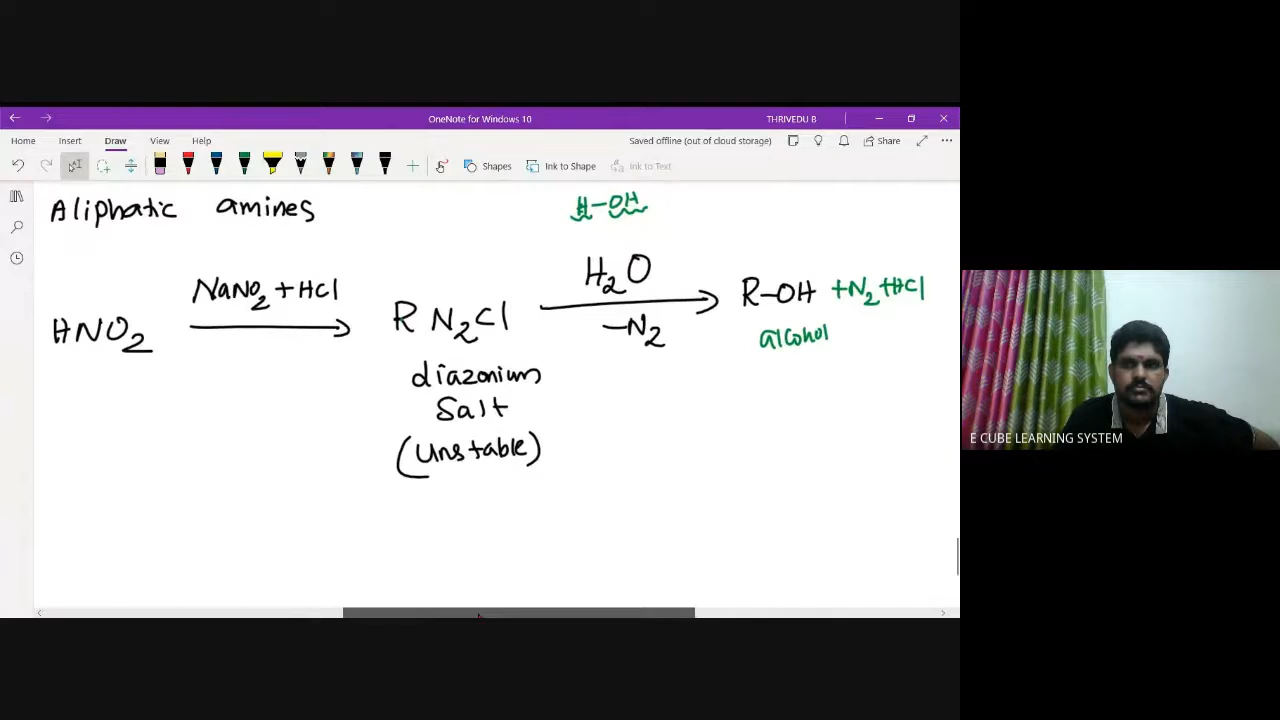 OneNote for Windows 10
THRIVEDU B
Home Insert Draw View Help
Saved offline (out of cloud storage)
Share
Shapes
Ink to Shape
Ink to Text
Aliphatic amines
H-OH
HNO2
NaNO2+HCl
R N2Cl
H2O
-N2
R-OH +N2+HCl
alcohol
diazonium
Salt
(Unstable)
E CUBE LEARNING SYSTEM